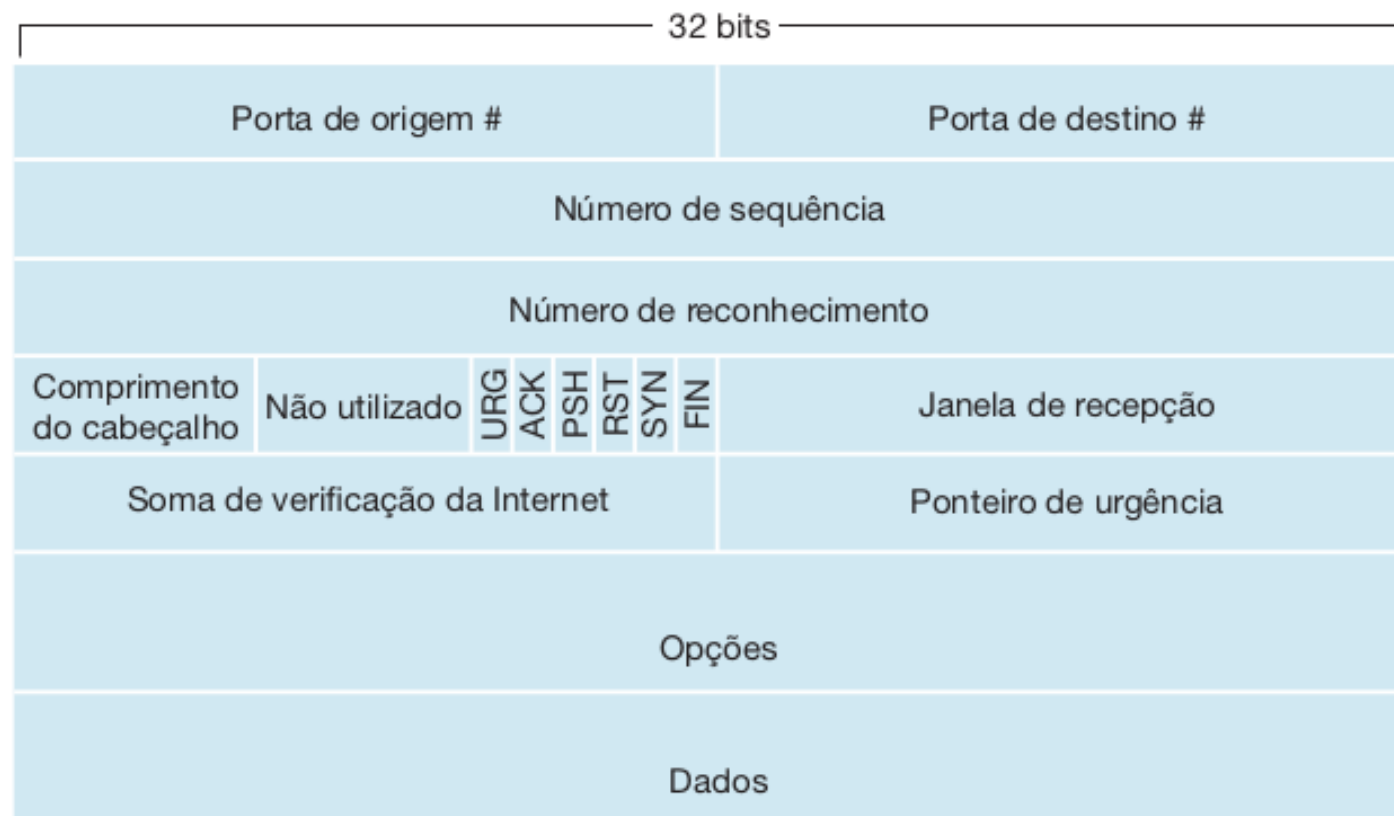 32 bits
Porta de origem #
Porta de destino #
Número de sequência
Número de reconhecimento
Comprimento
do cabeçalho
Não utilizado
URG
ACK
PSH
RST
SYN
FIN
Janela de recepção
Soma de verificação da Internet
Ponteiro de urgência
Opções
Dados